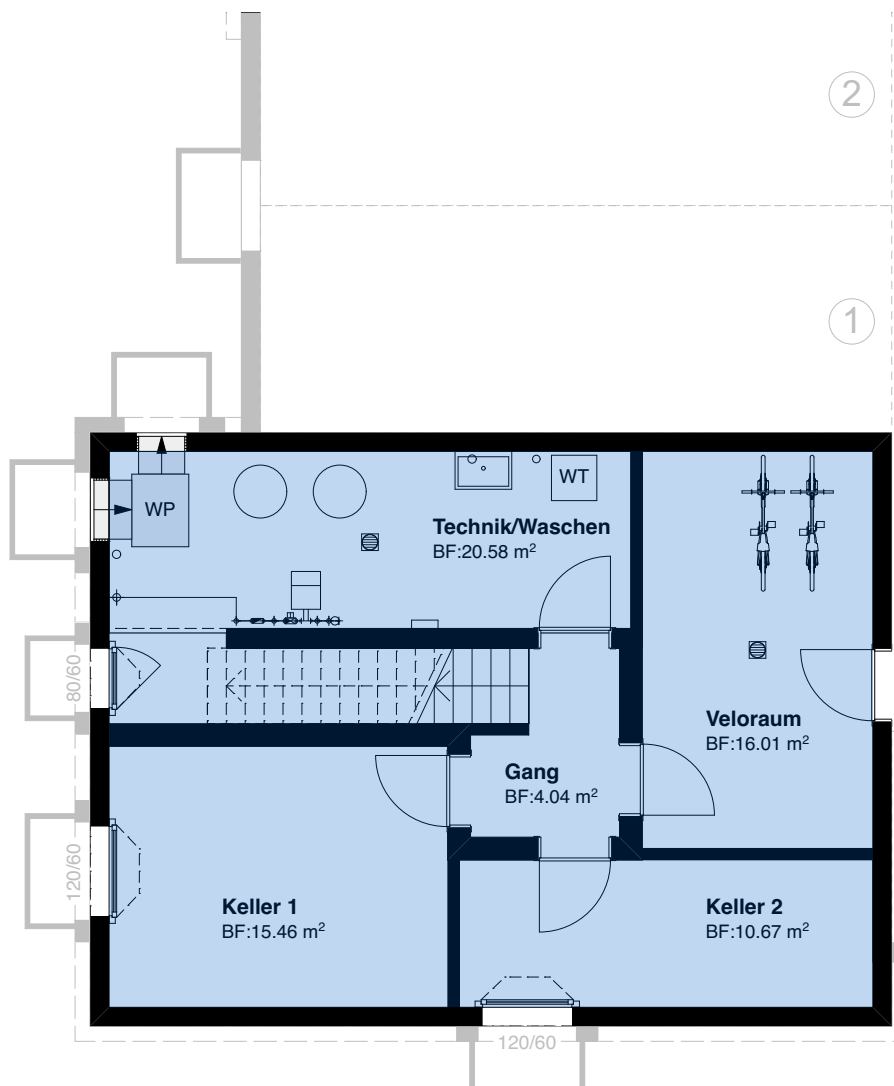 2
1
WP
WT
Technik/Waschen
BF:20.58 m²
80/60
Veloraum
BF:16.01 m²
Gang
BF:4.04 m²
120/60
Keller 1
BF:15.46 m²
Keller 2
BF:10.67 m²
120/60